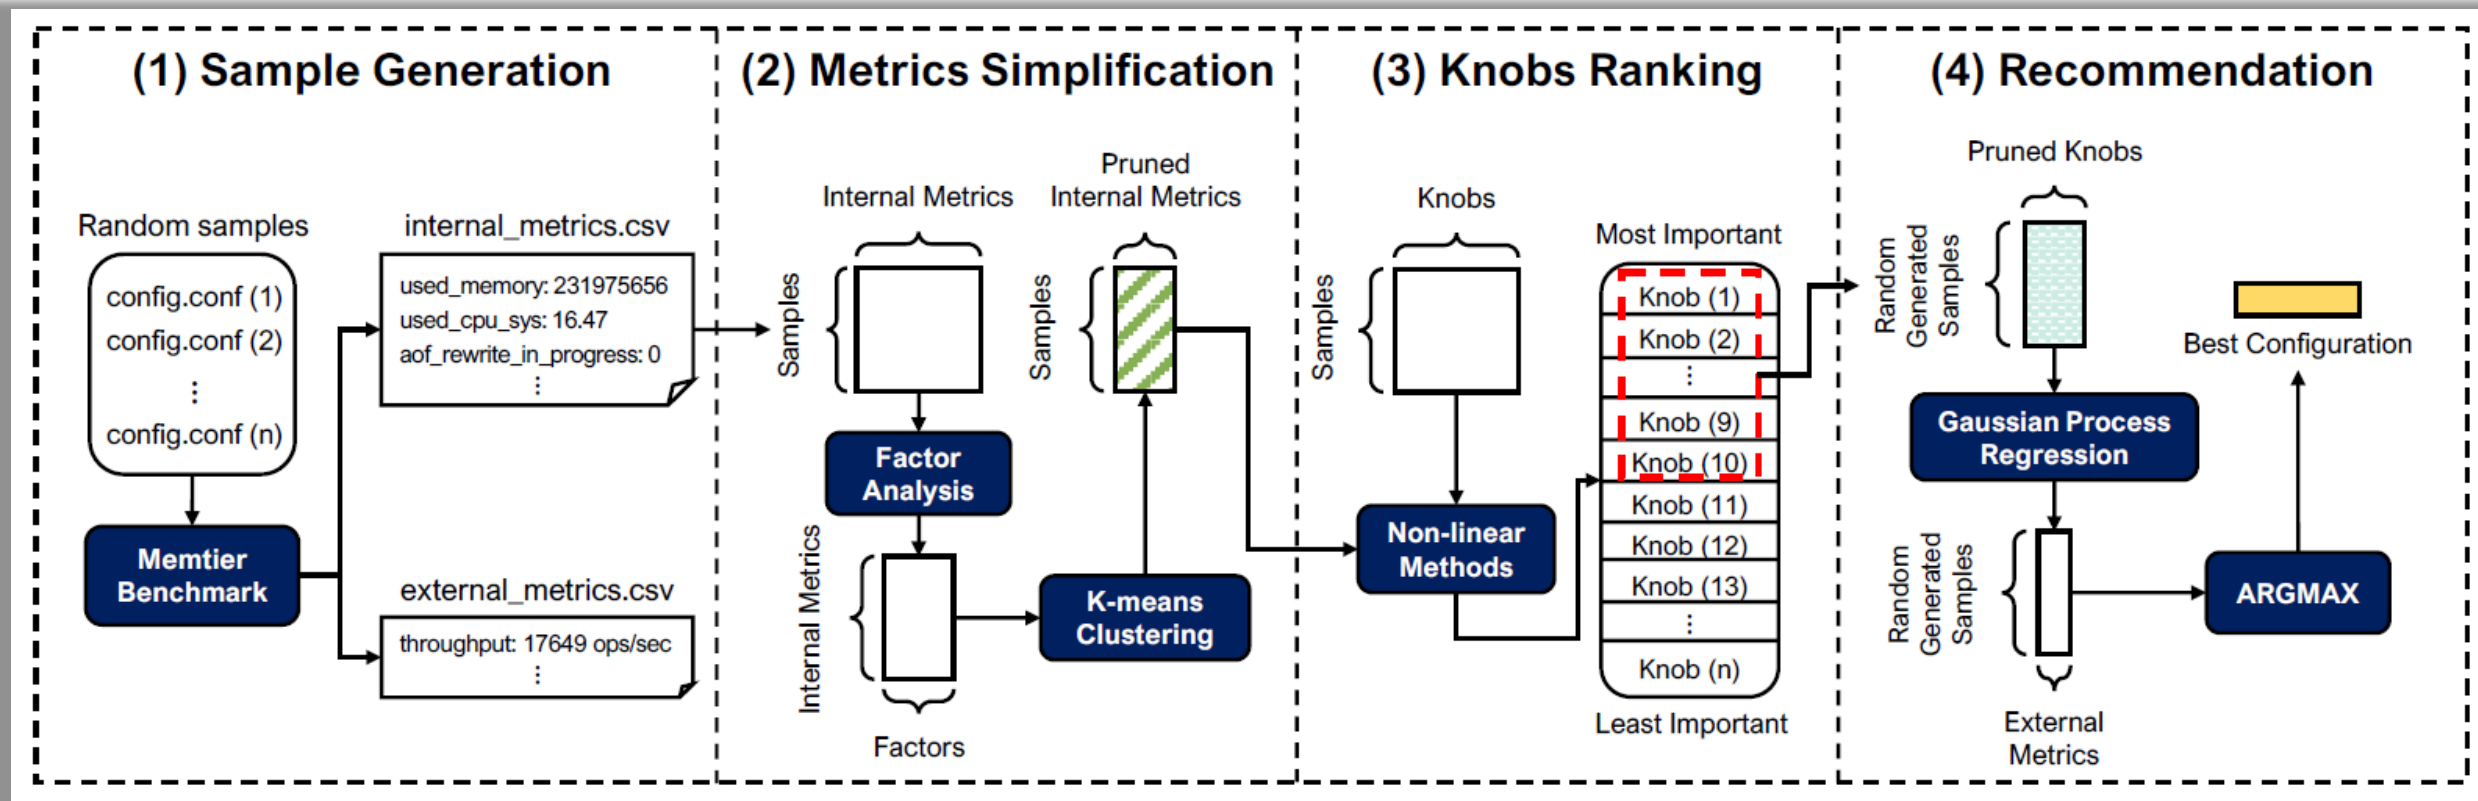 (1) Sample Generation
Random samples
config.conf (1)
config.conf (2)
⋮
config.conf (n)
Memtier
Benchmark
internal_metrics.csv
used_memory: 231975656
used_cpu_sys: 16.47
aof_rewrite_in_progress: 0
⋮
external_metrics.csv
throughput: 17649 ops/sec
⋮
(2) Metrics Simplification
Internal Metrics
Samples
Factor
Analysis
Internal Metrics
Factors
K-means
Clustering
Pruned
Internal Metrics
Samples
(3) Knobs Ranking
Knobs
Samples
Non-linear
Methods
Most Important
Knob (1)
Knob (2)
⋮
Knob (9)
Knob (10)
Knob (11)
Knob (12)
Knob (13)
⋮
Knob (n)
Least Important
(4) Recommendation
Pruned Knobs
Random
Generated
Samples
Gaussian Process
Regression
Random
Generated
Samples
External
Metrics
ARGMAX
Best Configuration